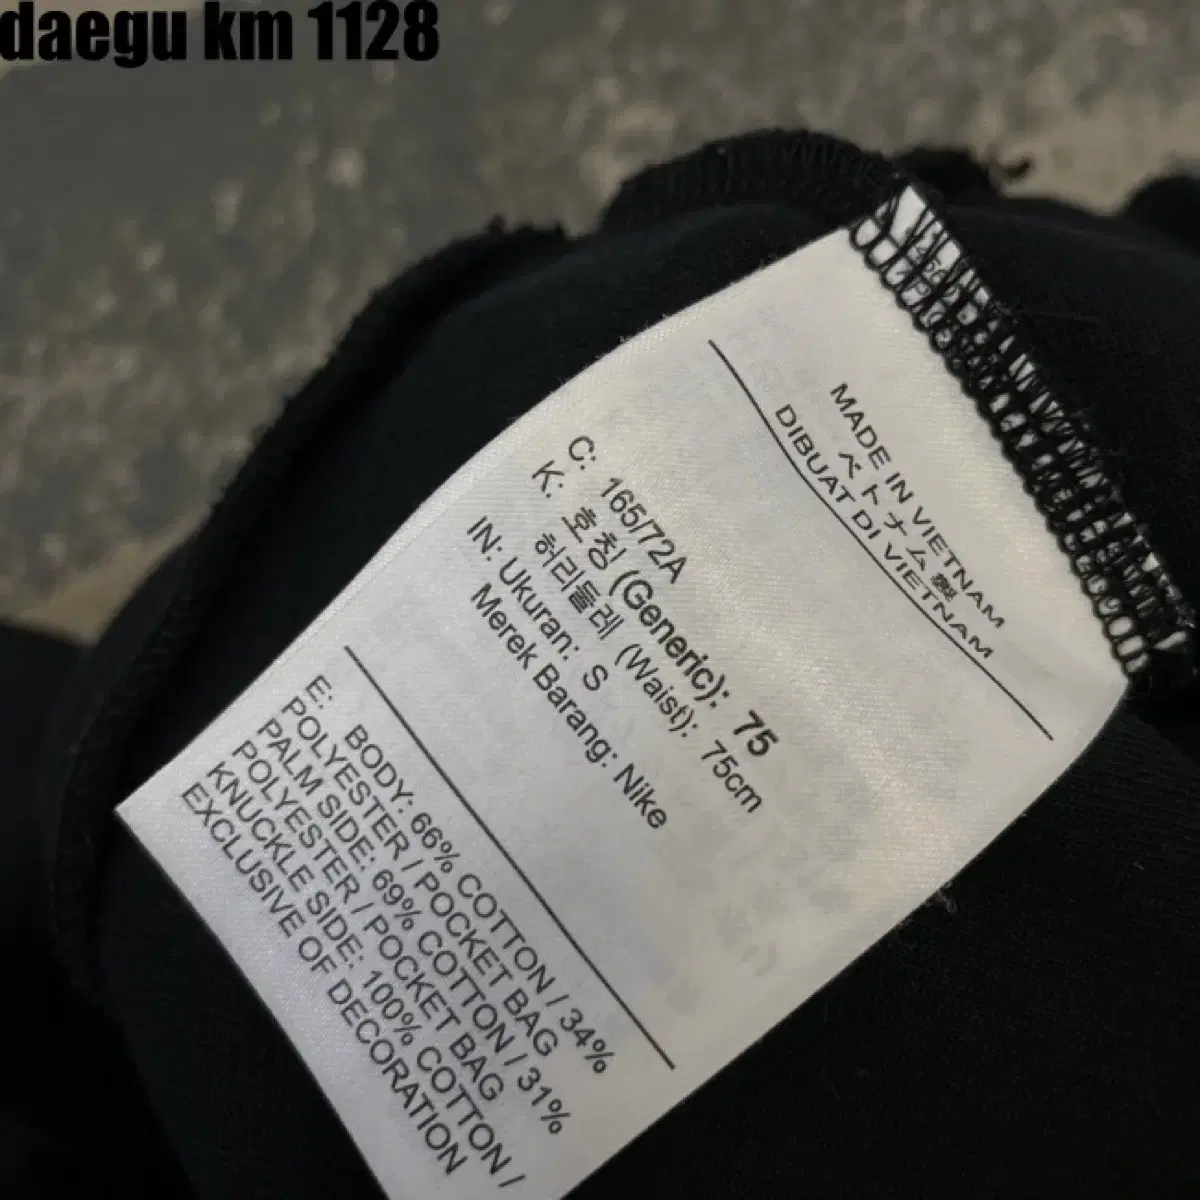 daegu km 1128
MADE IN VIETNAM
ベトナム製
DIBUAT DI VIETNAM
C: 165/72A
K: 호칭 (Generic): 75
허리둘레 (Waist): 75cm
IN: Ukuran: S
Merek Barang: Nike
E: BODY: 66% COTTON / 34%
POLYESTER / POCKET BAG
PALM SIDE: 69% COTTON / 31%
POLYESTER / POCKET BAG
KNUCKLE SIDE: 100% COTTON /
EXCLUSIVE OF DECORATION